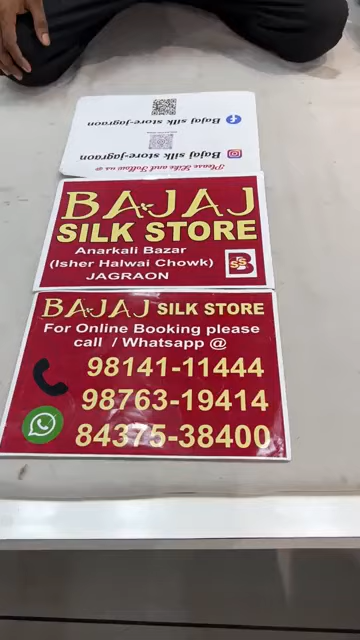 Please Like and Follow us @
Bajaj silk store-jagraon
Bajaj silk store-jagraon
BAJAJ
SILK STORE
Anarkali Bazar
(Isher Halwai Chowk)
JAGRAON
BAJAJ SILK STORE
For Online Booking please
call / Whatsapp @
98141-11444
98763-19414
84375-38400